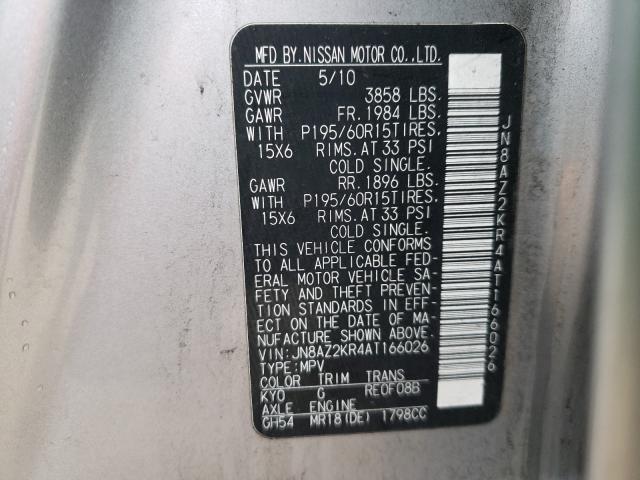 MFD BY.NISSAN MOTOR CO.,LTD.
DATE 5/10
GVWR 3858 LBS.
GAWR FR. 1984 LBS.
WITH P195/60R15TIRES,
15X6 RIMS.AT 33 PSI
COLD SINGLE.
GAWR RR. 1896 LBS.
WITH P195/60R15TIRES,
15X6 RIMS.AT 33 PSI
COLD SINGLE.
THIS VEHICLE CONFORMS
TO ALL APPLICABLE FED-
ERAL MOTOR VEHICLE SA-
FETY AND THEFT PREVEN-
TION STANDARDS IN EFF-
ECT ON THE DATE OF MA-
NUFACTURE SHOWN ABOVE.
VIN:JN8AZ2KR4AT166026
TYPE:MPV
COLOR TRIM TRANS
KY0 G RE0F08B
AXLE ENGINE
GH54 MR18(DE) 1798CC
JN8AZ2KR4AT166026